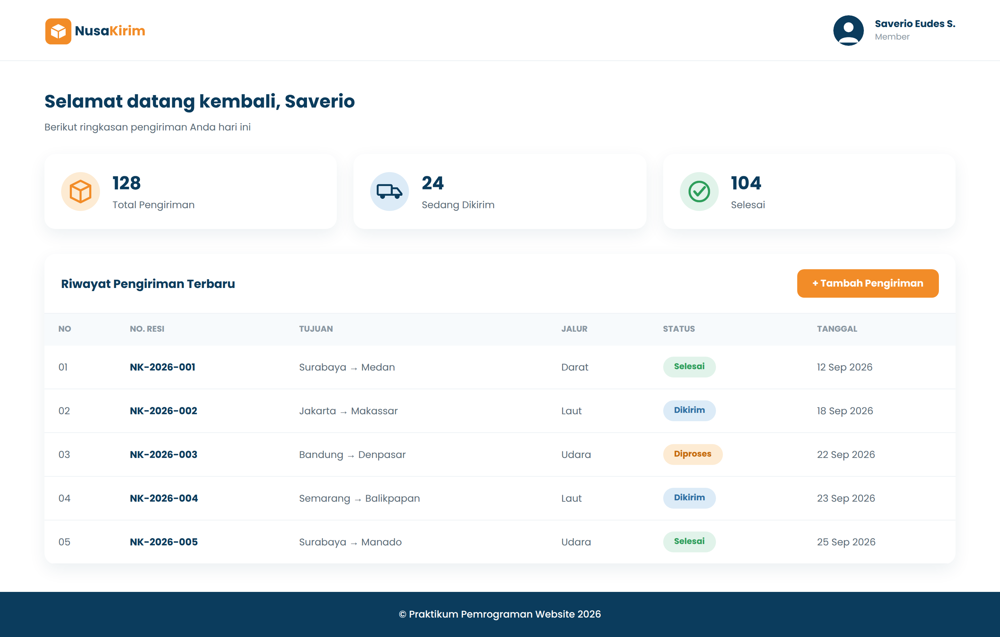 NusaKirim
Saverio Eudes S.
Member
Selamat datang kembali, Saverio
Berikut ringkasan pengiriman Anda hari ini
128
Total Pengiriman
24
Sedang Dikirim
104
Selesai
Riwayat Pengiriman Terbaru
+ Tambah Pengiriman
NO NO. RESI TUJUAN JALUR STATUS TANGGAL
01 NK-2026-001 Surabaya → Medan Darat Selesai 12 Sep 2026
02 NK-2026-002 Jakarta → Makassar Laut Dikirim 18 Sep 2026
03 NK-2026-003 Bandung → Denpasar Udara Diproses 22 Sep 2026
04 NK-2026-004 Semarang → Balikpapan Laut Dikirim 23 Sep 2026
05 NK-2026-005 Surabaya → Manado Udara Selesai 25 Sep 2026
© Praktikum Pemrograman Website 2026